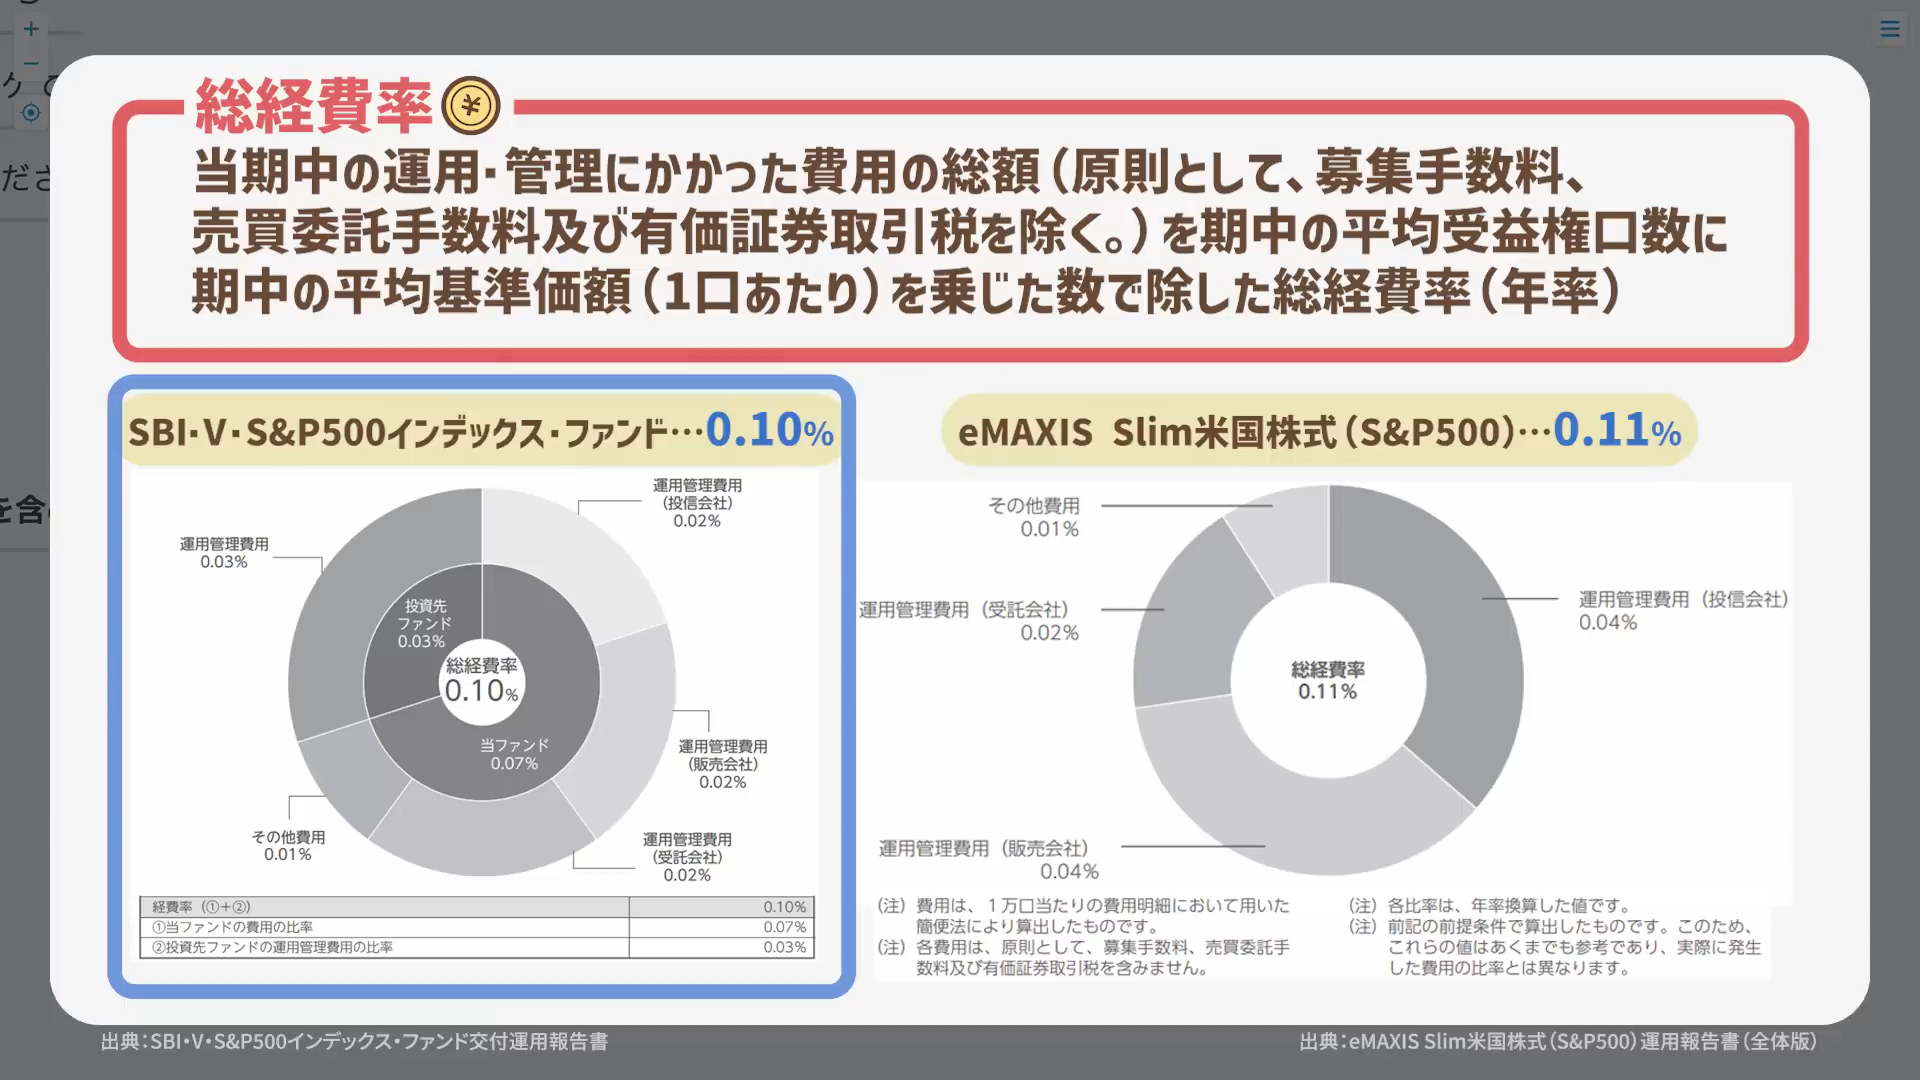 総経費率
当期中の運用・管理にかかった費用の総額（原則として、募集手数料、
売買委託手数料及び有価証券取引税を除く。）を期中の平均受益権口数に
期中の平均基準価額（1口あたり）を乗じた数で除した総経費率（年率）
SBI・V・S&P500インデックス・ファンド…0.10%
運用管理費用
（投信会社）
0.02%
運用管理費用
0.03%
投資先
ファンド
0.03%
総経費率
0.10%
当ファンド
0.07%
運用管理費用
（販売会社）
0.02%
その他費用
0.01%
運用管理費用
（受託会社）
0.02%
経費率（①＋②） 0.10%
①当ファンドの費用の比率 0.07%
②投資先ファンドの運用管理費用の比率 0.03%
eMAXIS Slim米国株式（S&P500）…0.11%
その他費用
0.01%
運用管理費用（受託会社）
0.02%
運用管理費用（投信会社）
0.04%
総経費率
0.11%
運用管理費用（販売会社）
0.04%
（注）費用は、１万口当たりの費用明細において用いた
簡便法により算出したものです。
（注）各費用は、原則として、募集手数料、売買委託手
数料及び有価証券取引税を含みません。
（注）各比率は、年率換算した値です。
（注）前記の前提条件で算出したものです。このため、
これらの値はあくまでも参考であり、実際に発生
した費用の比率とは異なります。
出典：SBI・V・S&P500インデックス・ファンド交付運用報告書
出典：eMAXIS Slim米国株式（S&P500）運用報告書（全体版）
ださ
を含